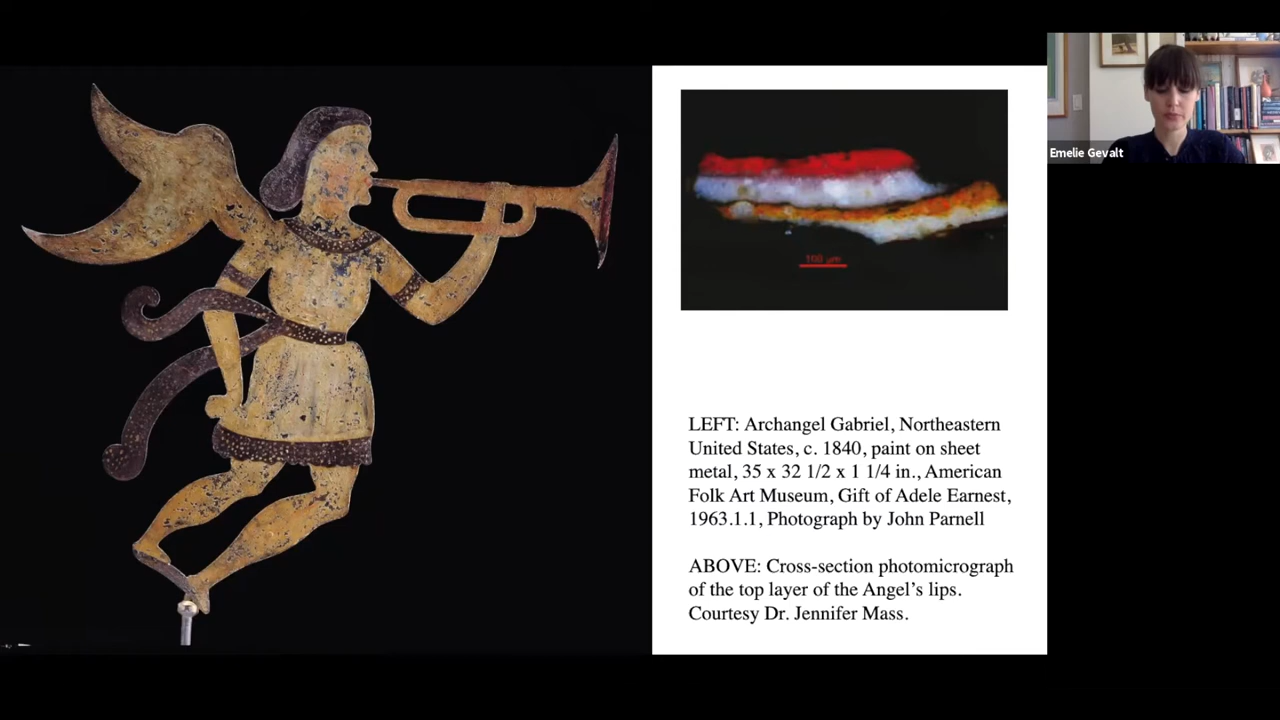 Emelie Gevalt
100 μm
LEFT: Archangel Gabriel, Northeastern
United States, c. 1840, paint on sheet
metal, 35 x 32 1/2 x 1 1/4 in., American
Folk Art Museum, Gift of Adele Earnest,
1963.1.1, Photograph by John Parnell
ABOVE: Cross-section photomicrograph
of the top layer of the Angel’s lips.
Courtesy Dr. Jennifer Mass.